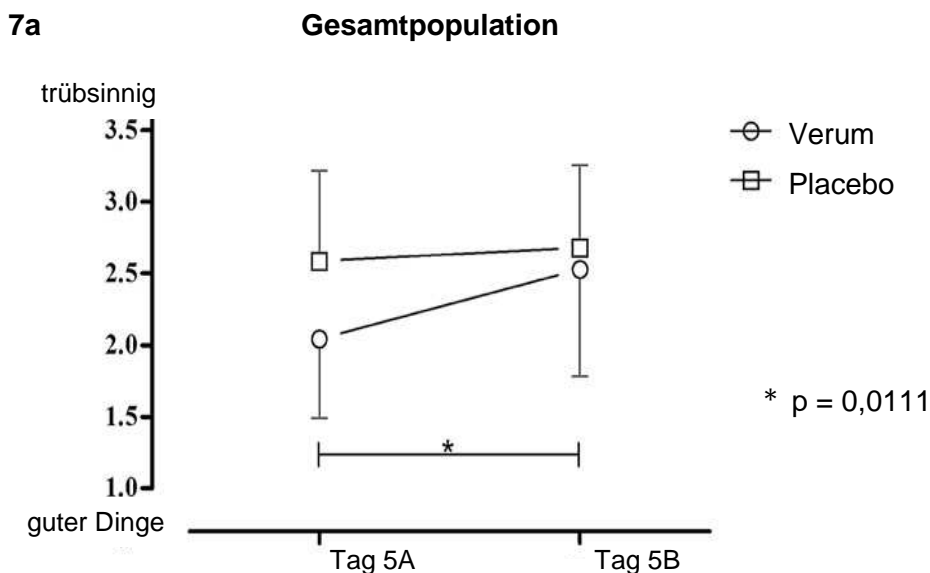 7a
Gesamtpopulation
trübsinnig
3.5
3.0
2.5
2.0
1.5
1.0
guter Dinge
Verum
Placebo
* p = 0,0111
*
Tag 5A
Tag 5B